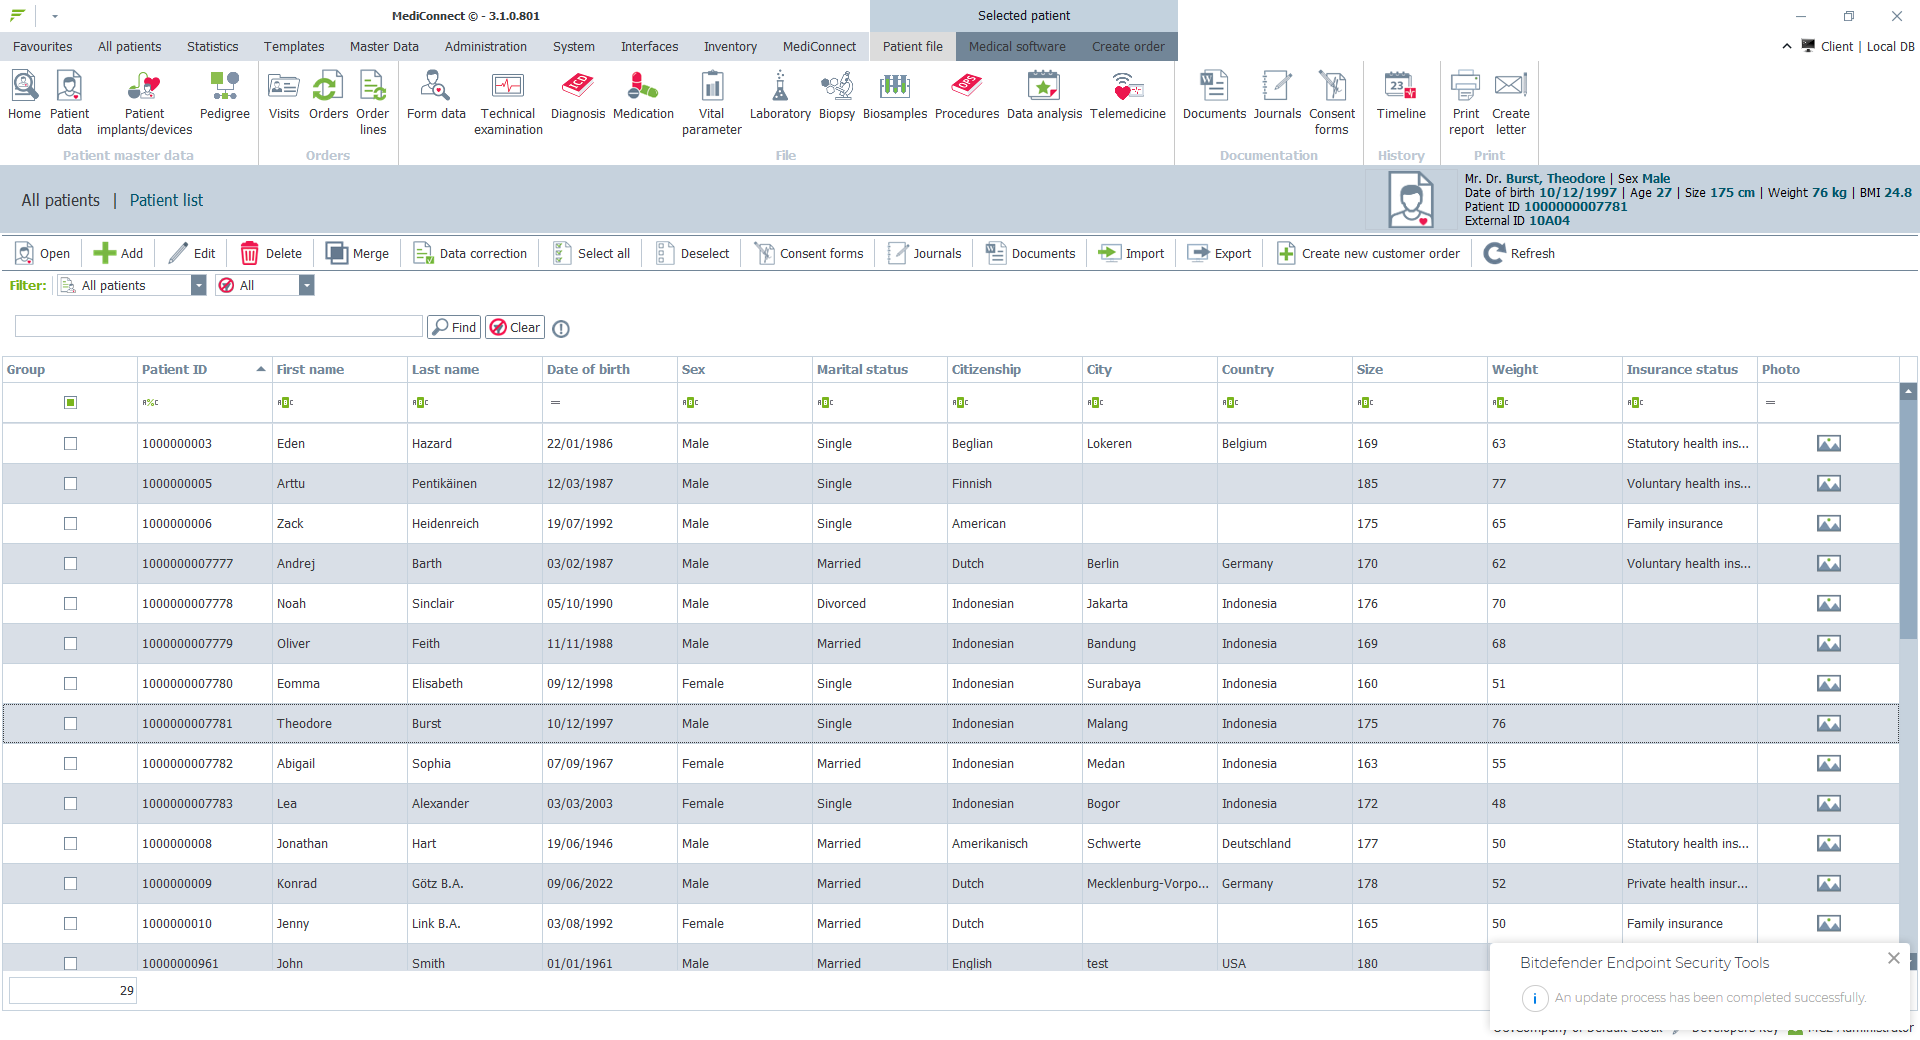 MediConnect © - 3.1.0.801
Selected patient
Favourites All patients Statistics Templates Master Data Administration System Interfaces Inventory MediConnect Patient file Medical software Create order Client | Local DB
Home Patient data Patient implants/devices Pedigree Visits Orders Order lines Form data Technical examination Diagnosis Medication Vital parameter Laboratory Biopsy Biosamples Procedures Data analysis Telemedicine Documents Journals Consent forms Timeline Print report Create letter
Patient master data Orders File Documentation History Print
All patients | Patient list
Mr. Dr. Burst, Theodore | Sex Male
Date of birth 10/12/1997 | Age 27 | Size 175 cm | Weight 76 kg | BMI 24.8
Patient ID 1000000007781
External ID 10A04
Open Add Edit Delete Merge Data correction Select all Deselect Consent forms Journals Documents Import Export Create new customer order Refresh
Filter: All patients All
Find Clear
Group Patient ID First name Last name Date of birth Sex Marital status Citizenship City Country Size Weight Insurance status Photo
1000000003 Eden Hazard 22/01/1986 Male Single Beglian Lokeren Belgium 169 63 Statutory health ins...
1000000005 Arttu Pentikäinen 12/03/1987 Male Single Finnish 185 77 Voluntary health ins...
1000000006 Zack Heidenreich 19/07/1992 Male Single American 175 65 Family insurance
1000000007777 Andrej Barth 03/02/1987 Male Married Dutch Berlin Germany 170 62 Voluntary health ins...
1000000007778 Noah Sinclair 05/10/1990 Male Divorced Indonesian Jakarta Indonesia 176 70
1000000007779 Oliver Feith 11/11/1988 Male Married Indonesian Bandung Indonesia 169 68
1000000007780 Eomma Elisabeth 09/12/1998 Female Single Indonesian Surabaya Indonesia 160 51
1000000007781 Theodore Burst 10/12/1997 Male Single Indonesian Malang Indonesia 175 76
1000000007782 Abigail Sophia 07/09/1967 Female Married Indonesian Medan Indonesia 163 55
1000000007783 Lea Alexander 03/03/2003 Female Single Indonesian Bogor Indonesia 172 48
1000000008 Jonathan Hart 19/06/1946 Male Married Amerikanisch Schwerte Deutschland 177 50 Statutory health ins...
1000000009 Konrad Götz B.A. 09/06/2022 Male Married Dutch Mecklenburg-Vorpo... Germany 178 52 Private health insur...
1000000010 Jenny Link B.A. 03/08/1992 Female Married Dutch 165 50 Family insurance
10000000961 John Smith 01/01/1961 Male Married English test USA 180
29
Bitdefender Endpoint Security Tools
An update process has been completed successfully.